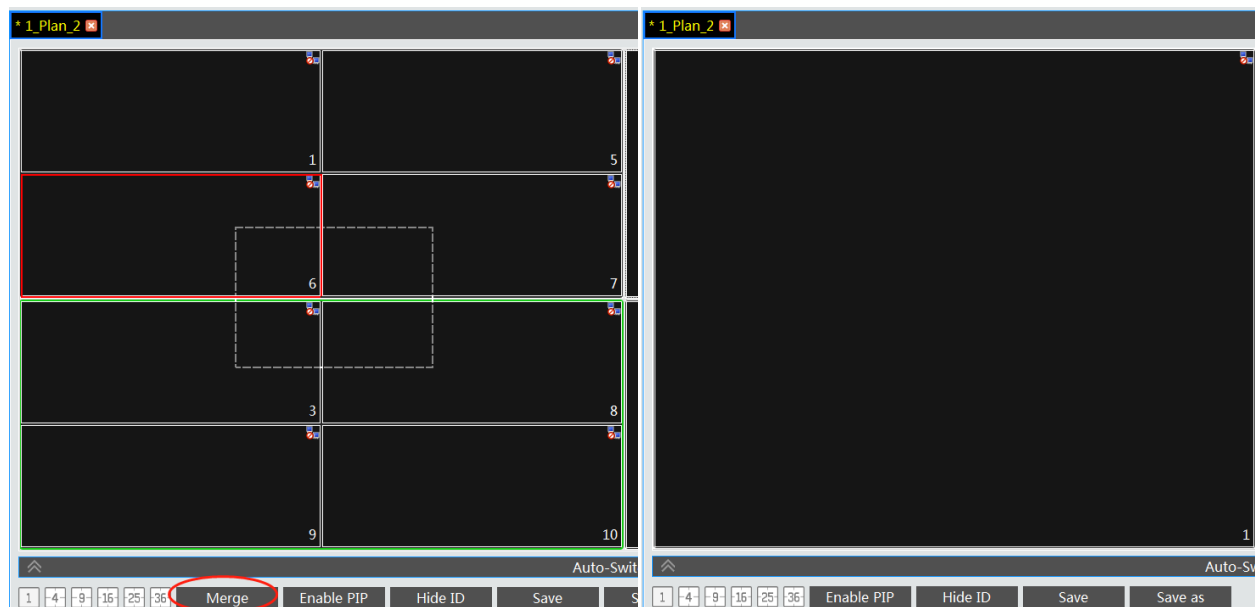 * 1_Plan_2
* 1_Plan_2
1
5
6
7
3
8
9
10
1
Auto-Swit
Auto-Sw
1 4 9 16 25 36 Merge Enable PIP Hide ID Save S
1 4 9 16 25 36 Enable PIP Hide ID Save Save as